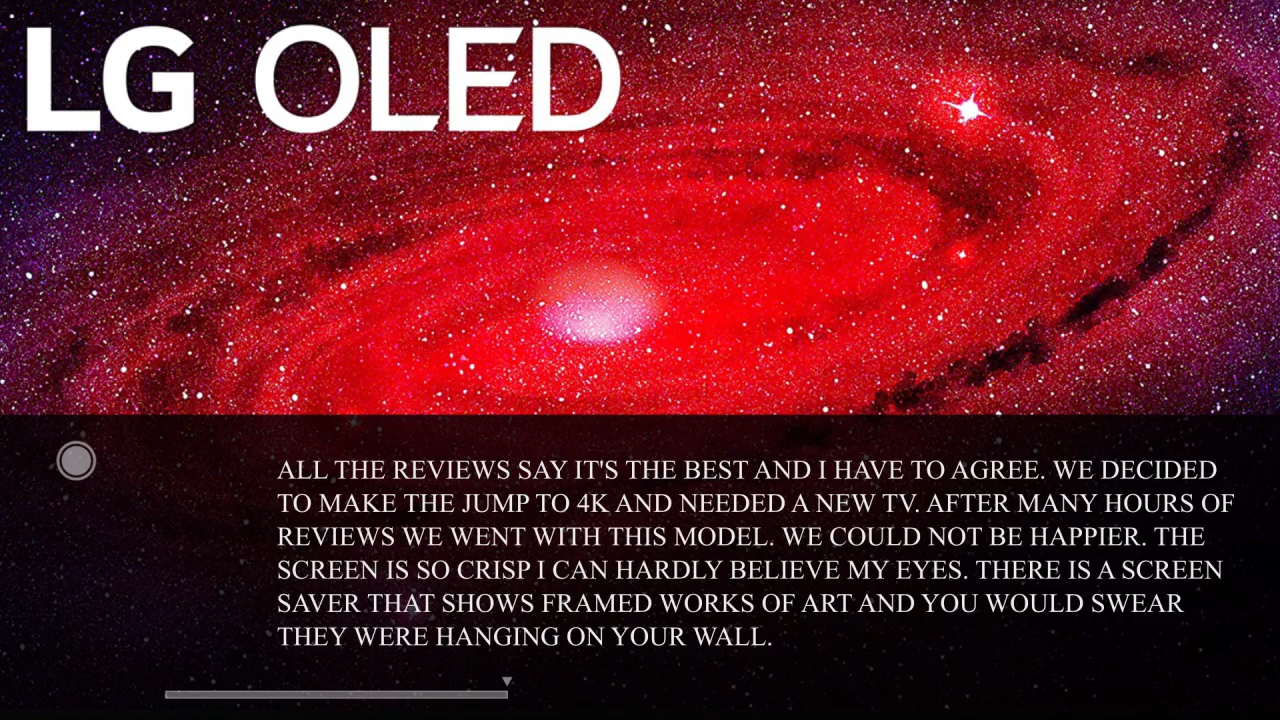 LG OLED
ALL THE REVIEWS SAY IT'S THE BEST AND I HAVE TO AGREE. WE DECIDED
TO MAKE THE JUMP TO 4K AND NEEDED A NEW TV. AFTER MANY HOURS OF
REVIEWS WE WENT WITH THIS MODEL. WE COULD NOT BE HAPPIER. THE
SCREEN IS SO CRISP I CAN HARDLY BELIEVE MY EYES. THERE IS A SCREEN
SAVER THAT SHOWS FRAMED WORKS OF ART AND YOU WOULD SWEAR
THEY WERE HANGING ON YOUR WALL.